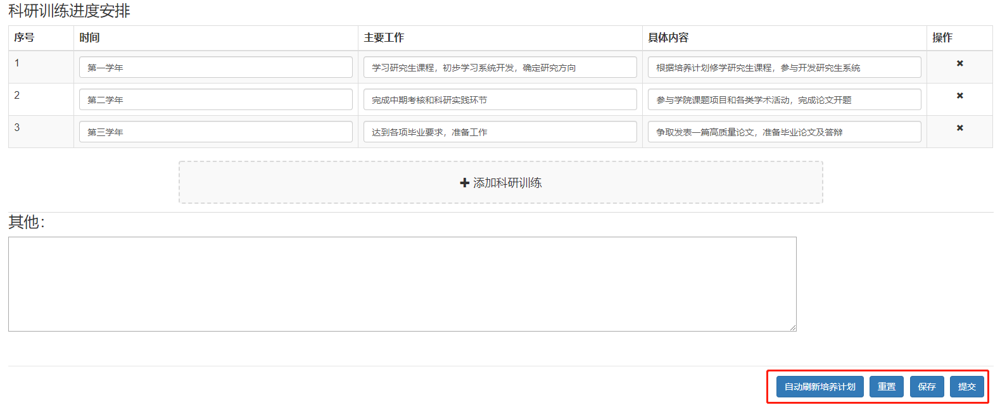 科研训练进度安排
序号 时间 主要工作 具体内容 操作
1 第一学年 学习研究生课程，初步学习系统开发，确定研究方向 根据培养计划修学研究生课程，参与开发研究生系统 ✖
2 第二学年 完成中期考核和科研实践环节 参与学院课题项目和各类学术活动，完成论文开题 ✖
3 第三学年 达到各项毕业要求，准备工作 争取发表一篇高质量论文，准备毕业论文及答辩 ✖
✚ 添加科研训练
其他：
自动刷新培养计划 重置 保存 提交